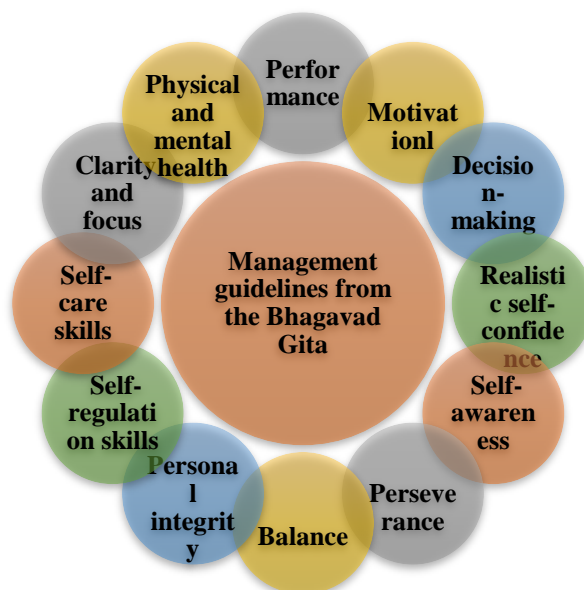 Perfor
mance
Motivat
ionl
Decisio
n-
making
Realisti
c self-
confide
nce
Self-
awaren
ess
Perseve
rance
Balance
Persona
l
integrit
y
Self-
regulati
on skills
Self-
care
skills
Clarity
and
focus
Physical
and
mental
health
Management
guidelines from
the Bhagavad
Gita